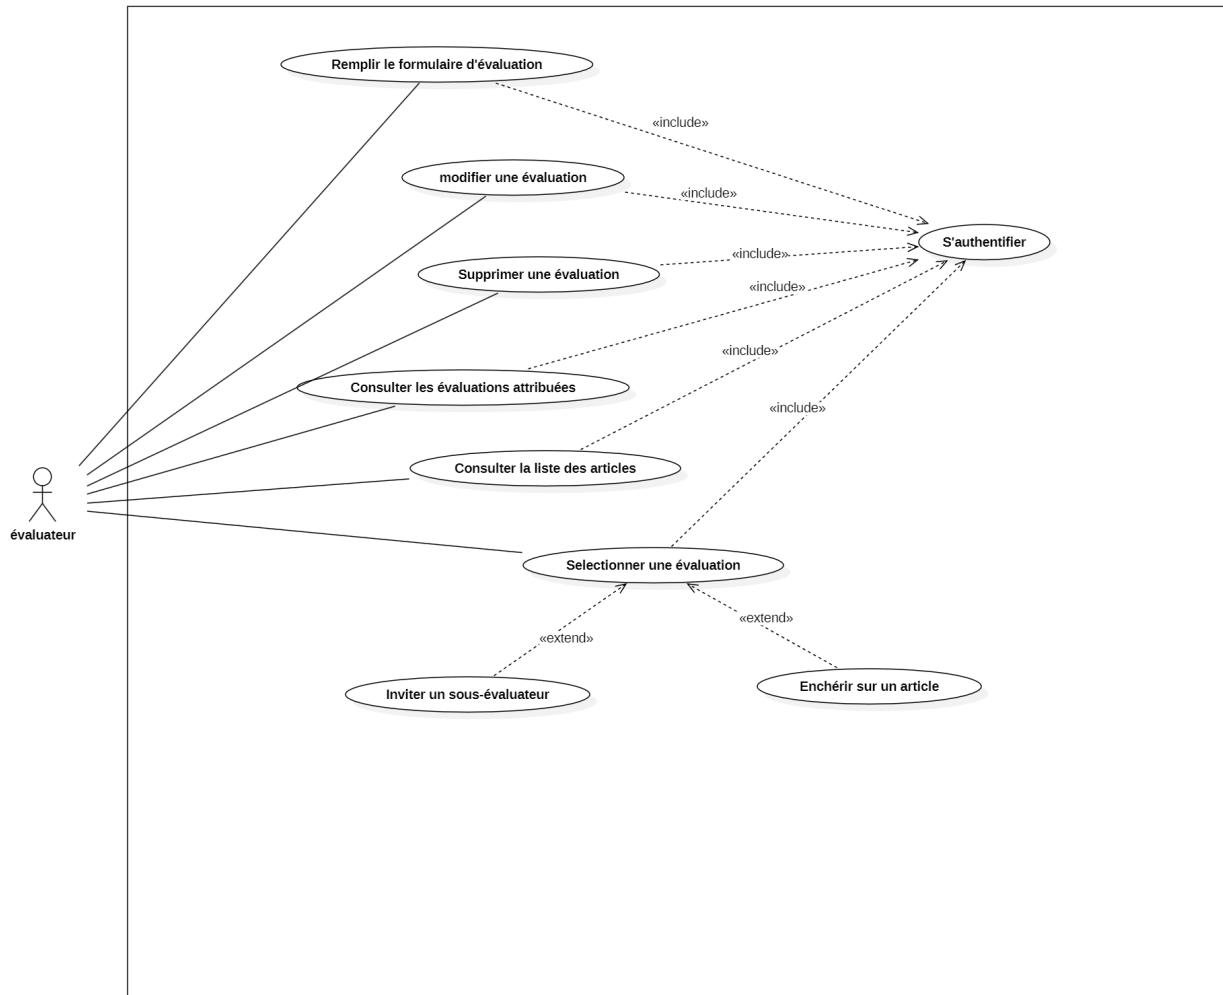 Remplir le formulaire d'évaluation
«include»
modifier une évaluation
«include»
S'authentifier
«include»
Supprimer une évaluation
«include»
«include»
Consulter les évaluations attribuées
«include»
Consulter la liste des articles
évaluateur
Selectionner une évaluation
«extend»
«extend»
Enchérir sur un article
Inviter un sous-évaluateur